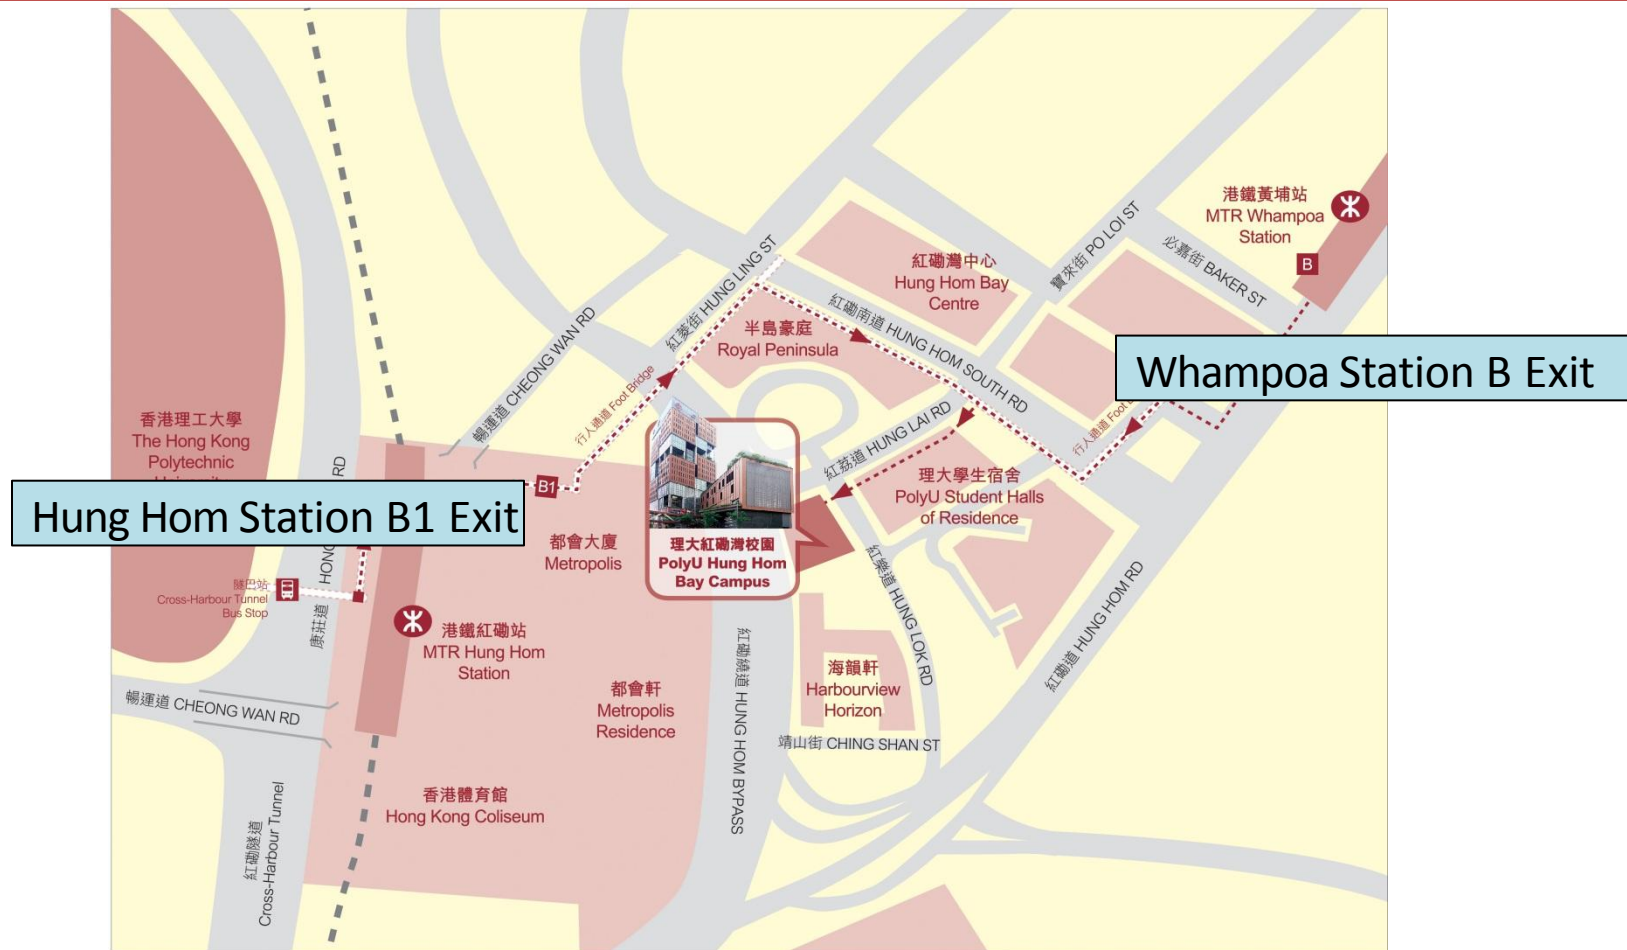 港鐵黃埔站
MTR Whampoa
Station
B
寶來街 PO LOI ST
必嘉街 BAKER ST
紅磡灣中心
Hung Hom Bay
Centre
紅菱街 HUNG LING ST
紅磡南道 HUNG HOM SOUTH RD
半島豪庭
Royal Peninsula
暢運道 CHEONG WAN RD
行人通道 Foot Bridge
Whampoa Station B Exit
行人通道 Foot
香港理工大學
The Hong Kong
Polytechnic
RD
紅荔道 HUNG LAI RD
理大學生宿舍
PolyU Student Halls
of Residence
B1
Hung Hom Station B1 Exit
都會大廈
Metropolis
理大紅磡灣校園
PolyU Hung Hom
Bay Campus
隧巴站
Cross-Harbour Tunnel
Bus Stop
康莊道 HONG
港鐵紅磡站
MTR Hung Hom
Station
紅樂道 HUNG LOK RD
紅磡道 HUNG HOM RD
紅磡繞道 HUNG HOM BYPASS
海韻軒
Harbourview
Horizon
都會軒
Metropolis
Residence
暢運道 CHEONG WAN RD
靖山街 CHING SHAN ST
香港體育館
Hong Kong Coliseum
紅磡隧道
Cross-Harbour Tunnel